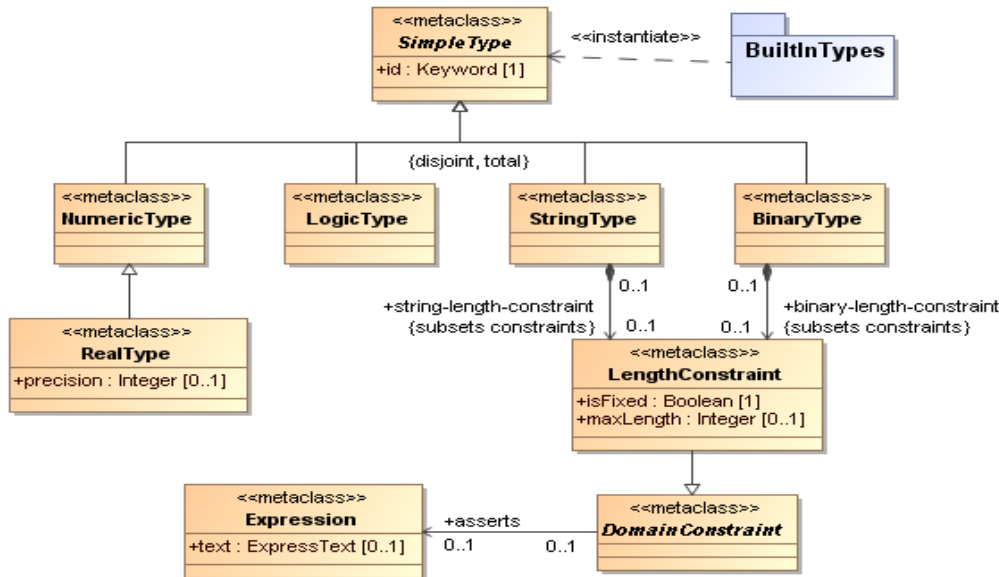 <<metaclass>>
SimpleType
+id : Keyword [1]
<<instantiate>>
BuiltInTypes
{disjoint, total}
<<metaclass>>
NumericType
<<metaclass>>
LogicType
<<metaclass>>
StringType
<<metaclass>>
BinaryType
0..1
0..1
+string-length-constraint
{subsets constraints}
0..1
+binary-length-constraint
{subsets constraints}
0..1
<<metaclass>>
RealType
+precision : Integer [0..1]
<<metaclass>>
LengthConstraint
+isFixed : Boolean [1]
+maxLength : Integer [0..1]
<<metaclass>>
Expression
+text : ExpressText [0..1]
+asserts
0..1
0..1
<<metaclass>>
DomainConstraint